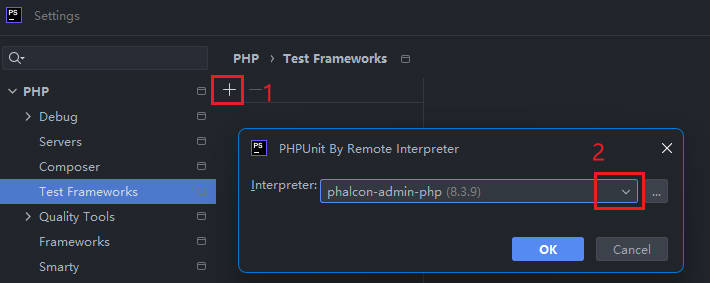 PS Settings
PHP > Test Frameworks
PHP
Debug
Servers
Composer
Test Frameworks
Quality Tools
Frameworks
Smarty
1
PS PHPUnit By Remote Interpreter
2
Interpreter: phalcon-admin-php (8.3.9) ...
OK Cancel